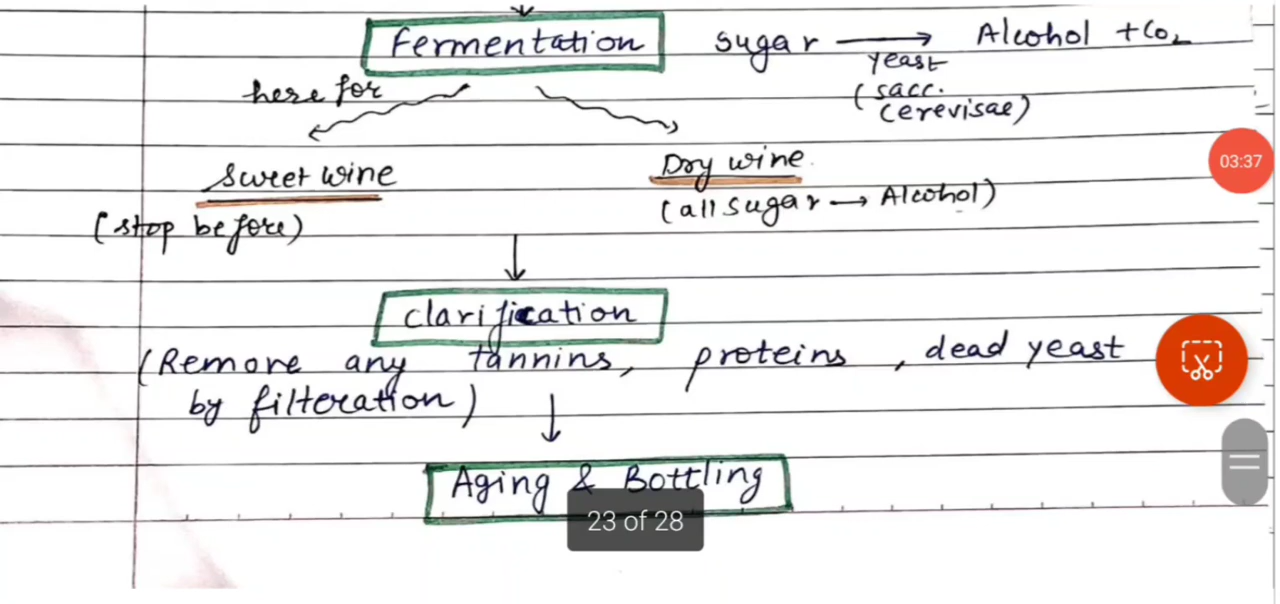 Fermentation sugar → Alcohol + CO₂
yeast
here for
(sacc.
cerevisae)
Sweet wine
Dry wine.
03:37
(stop before)
(all sugar → Alcohol)
↓
clarification
(Remove any tannins, proteins, dead yeast
by filteration)
↓
Aging & Bottling
23 of 28